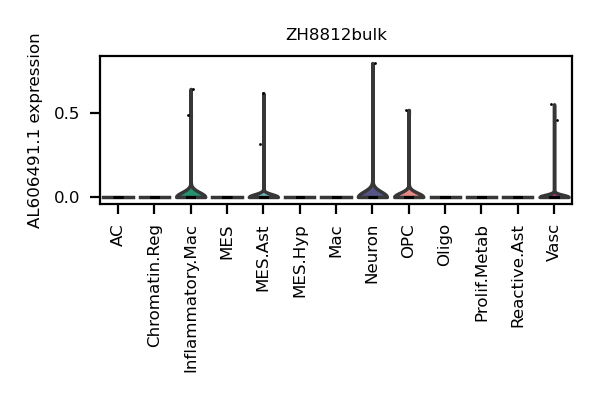 ZH8812bulk
AL606491.1 expression
0.5
0.0
AC
Chromatin.Reg
Inflammatory.Mac
MES
MES.Ast
MES.Hyp
Mac
Neuron
OPC
Oligo
Prolif.Metab
Reactive.Ast
Vasc